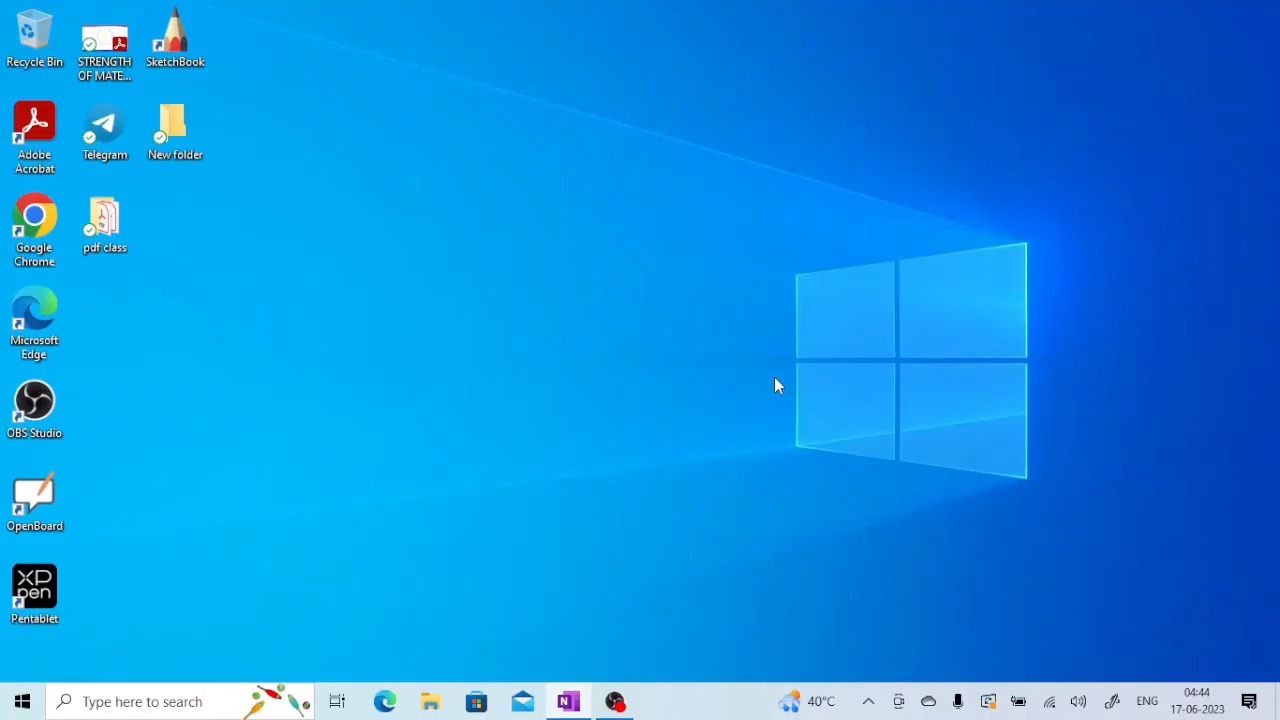 Recycle Bin
STRENGTH
OF MATE...
SketchBook
Adobe
Acrobat
Telegram
New folder
Google
Chrome
pdf class
Microsoft
Edge
OBS Studio
OpenBoard
XP
pen
Pentablet
Type here to search
N
40°C
ENG
04:44
17-06-2023